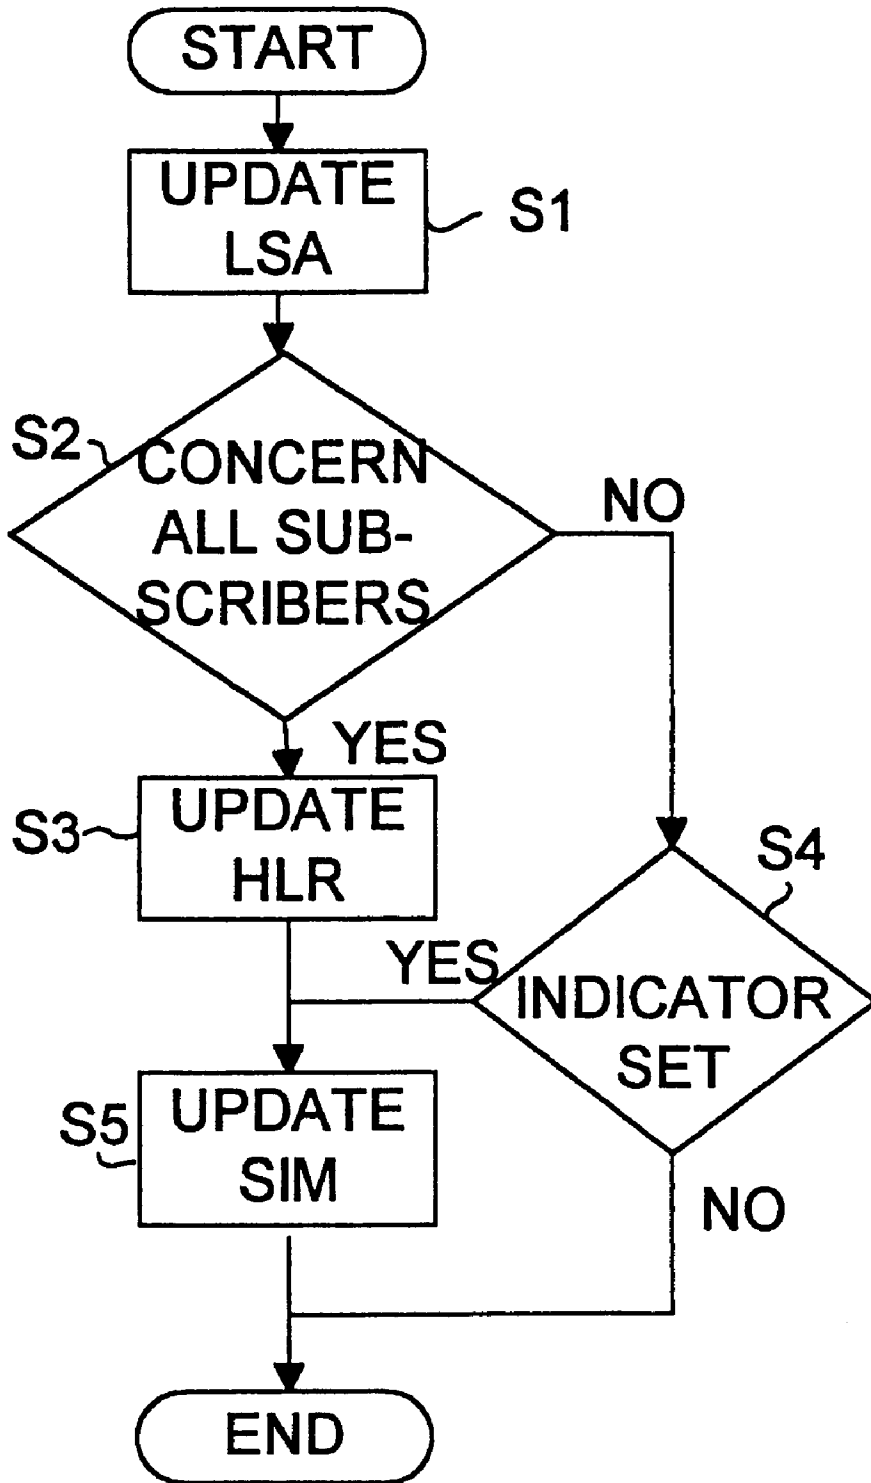 START
UPDATE
LSA
S1
S2
CONCERN
ALL SUB-
SCRIBERS
NO
YES
S3
UPDATE
HLR
S4
YES
INDICATOR
SET
S5
UPDATE
SIM
NO
END